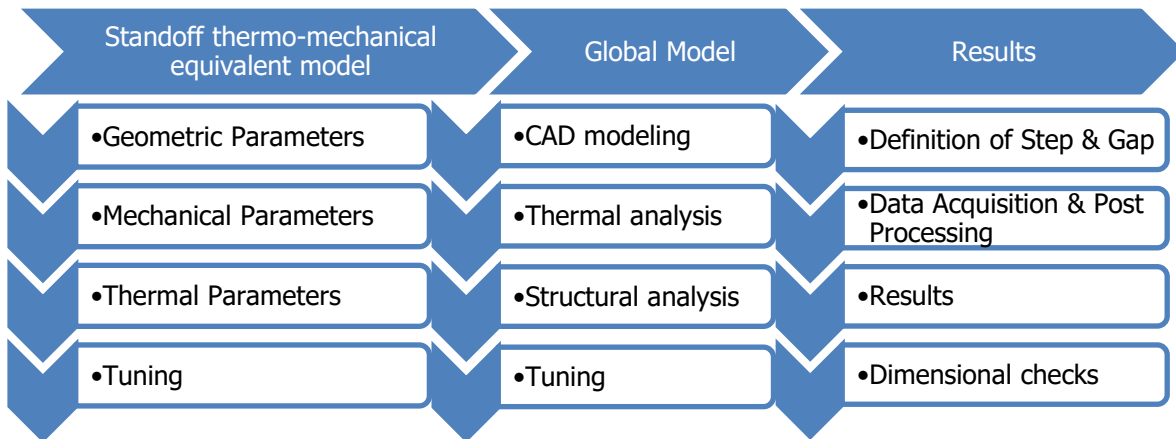 Standoff thermo-mechanical
equivalent model
Global Model
Results
•Geometric Parameters
•Mechanical Parameters
•Thermal Parameters
•Tuning
•CAD modeling
•Thermal analysis
•Structural analysis
•Tuning
•Definition of Step & Gap
•Data Acquisition & Post
Processing
•Results
•Dimensional checks